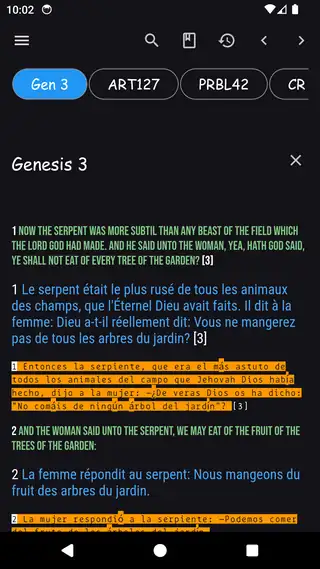 10:02
Gen 3 ART127 PRBL42 CR
Genesis 3
1 NOW THE SERPENT WAS MORE SUBTIL THAN ANY BEAST OF THE FIELD WHICH
THE LORD GOD HAD MADE. AND HE SAID UNTO THE WOMAN, YEA, HATH GOD SAID,
YE SHALL NOT EAT OF EVERY TREE OF THE GARDEN? [3]
1 Le serpent était le plus rusé de tous les animaux
des champs, que l'Éternel Dieu avait faits. Il dit à la
femme: Dieu a-t-il réellement dit: Vous ne mangerez
pas de tous les arbres du jardin? [3]
1 Entonces la serpiente, que era el más astuto de
todos los animales del campo que Jehovah Dios había
hecho, dijo a la mujer: —¿De veras Dios os ha dicho:
"No comáis de ningún árbol del jardín"? [3]
2 AND THE WOMAN SAID UNTO THE SERPENT, WE MAY EAT OF THE FRUIT OF THE
TREES OF THE GARDEN:
2 La femme répondit au serpent: Nous mangeons du
fruit des arbres du jardin.
2 La mujer respondió a la serpiente: —Podemos comer
del fruto de los árboles del jardín.